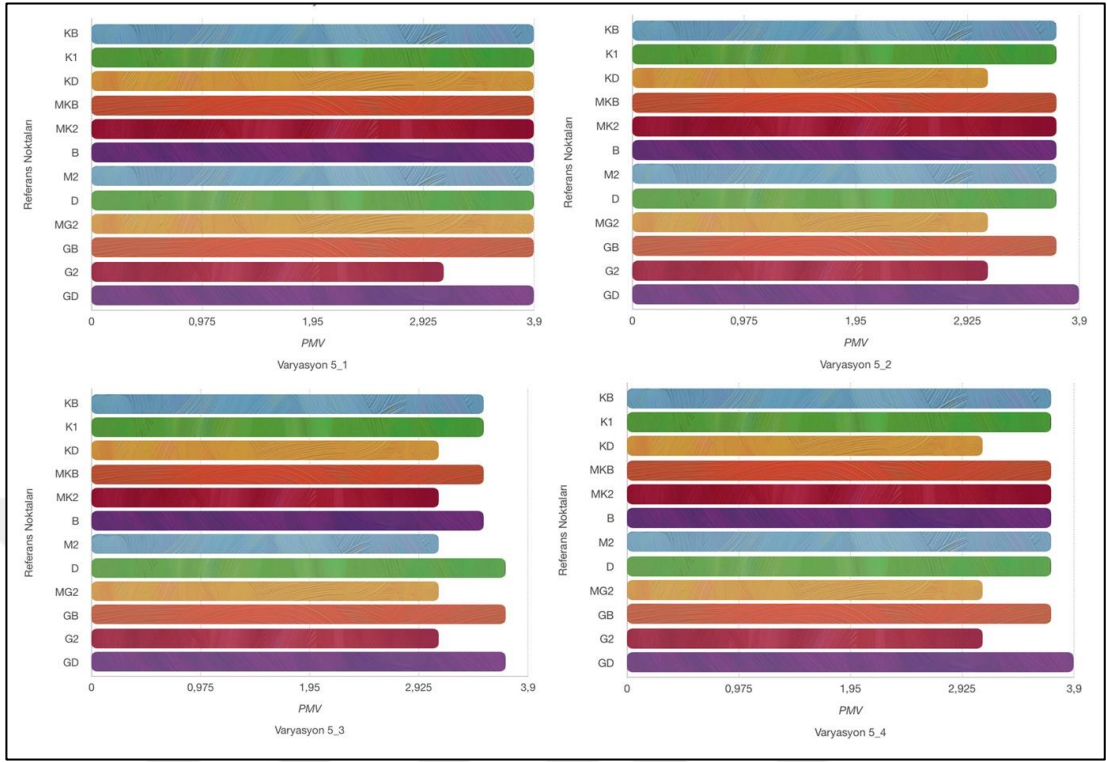 Referans Noktaları
KB
K1
KD
MKB
MK2
B
M2
D
MG2
GB
G2
GD
0 0,975 1,95 2,925 3,9
PMV
Varyasyon 5_1
Referans Noktaları
KB
K1
KD
MKB
MK2
B
M2
D
MG2
GB
G2
GD
0 0,975 1,95 2,925 3,9
PMV
Varyasyon 5_2
Referans Noktaları
KB
K1
KD
MKB
MK2
B
M2
D
MG2
GB
G2
GD
0 0,975 1,95 2,925 3,9
PMV
Varyasyon 5_3
Referans Noktaları
KB
K1
KD
MKB
MK2
B
M2
D
MG2
GB
G2
GD
0 0,975 1,95 2,925 3,9
PMV
Varyasyon 5_4